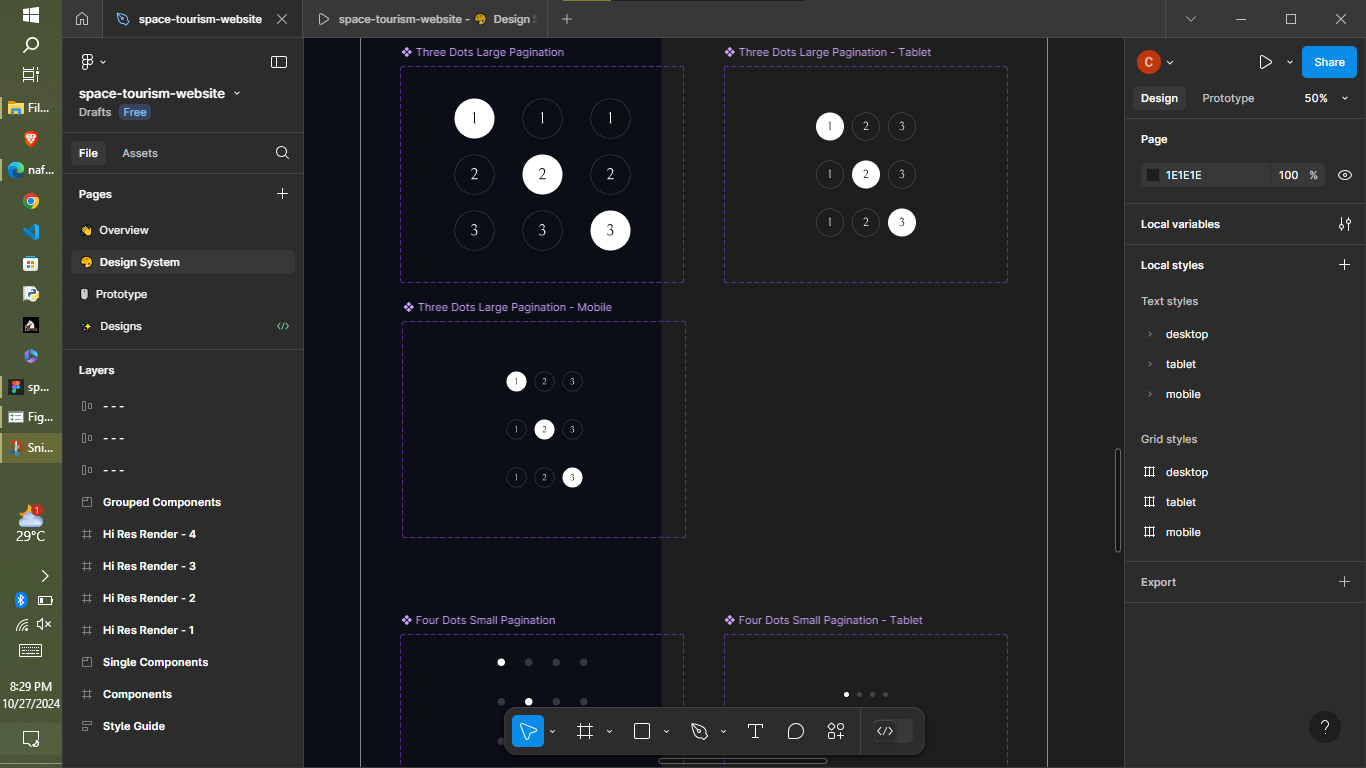 space-tourism-website
space-tourism-website - Design
space-tourism-website
Drafts Free
File Assets
Pages
Overview
Design System
Prototype
Designs
Layers
- - -
- - -
- - -
Grouped Components
Hi Res Render - 4
Hi Res Render - 3
Hi Res Render - 2
Hi Res Render - 1
Single Components
Components
Style Guide
Fil...
naf...
sp...
Fig...
Sni...
1
29°C
8:29 PM
10/27/2024
Three Dots Large Pagination
1 1 1
2 2 2
3 3 3
Three Dots Large Pagination - Tablet
1 2 3
1 2 3
1 2 3
Three Dots Large Pagination - Mobile
1 2 3
1 2 3
1 2 3
Four Dots Small Pagination
Four Dots Small Pagination - Tablet
T
C
Share
Design Prototype 50%
Page
1E1E1E 100 %
Local variables
Local styles
Text styles
desktop
tablet
mobile
Grid styles
desktop
tablet
mobile
Export
?